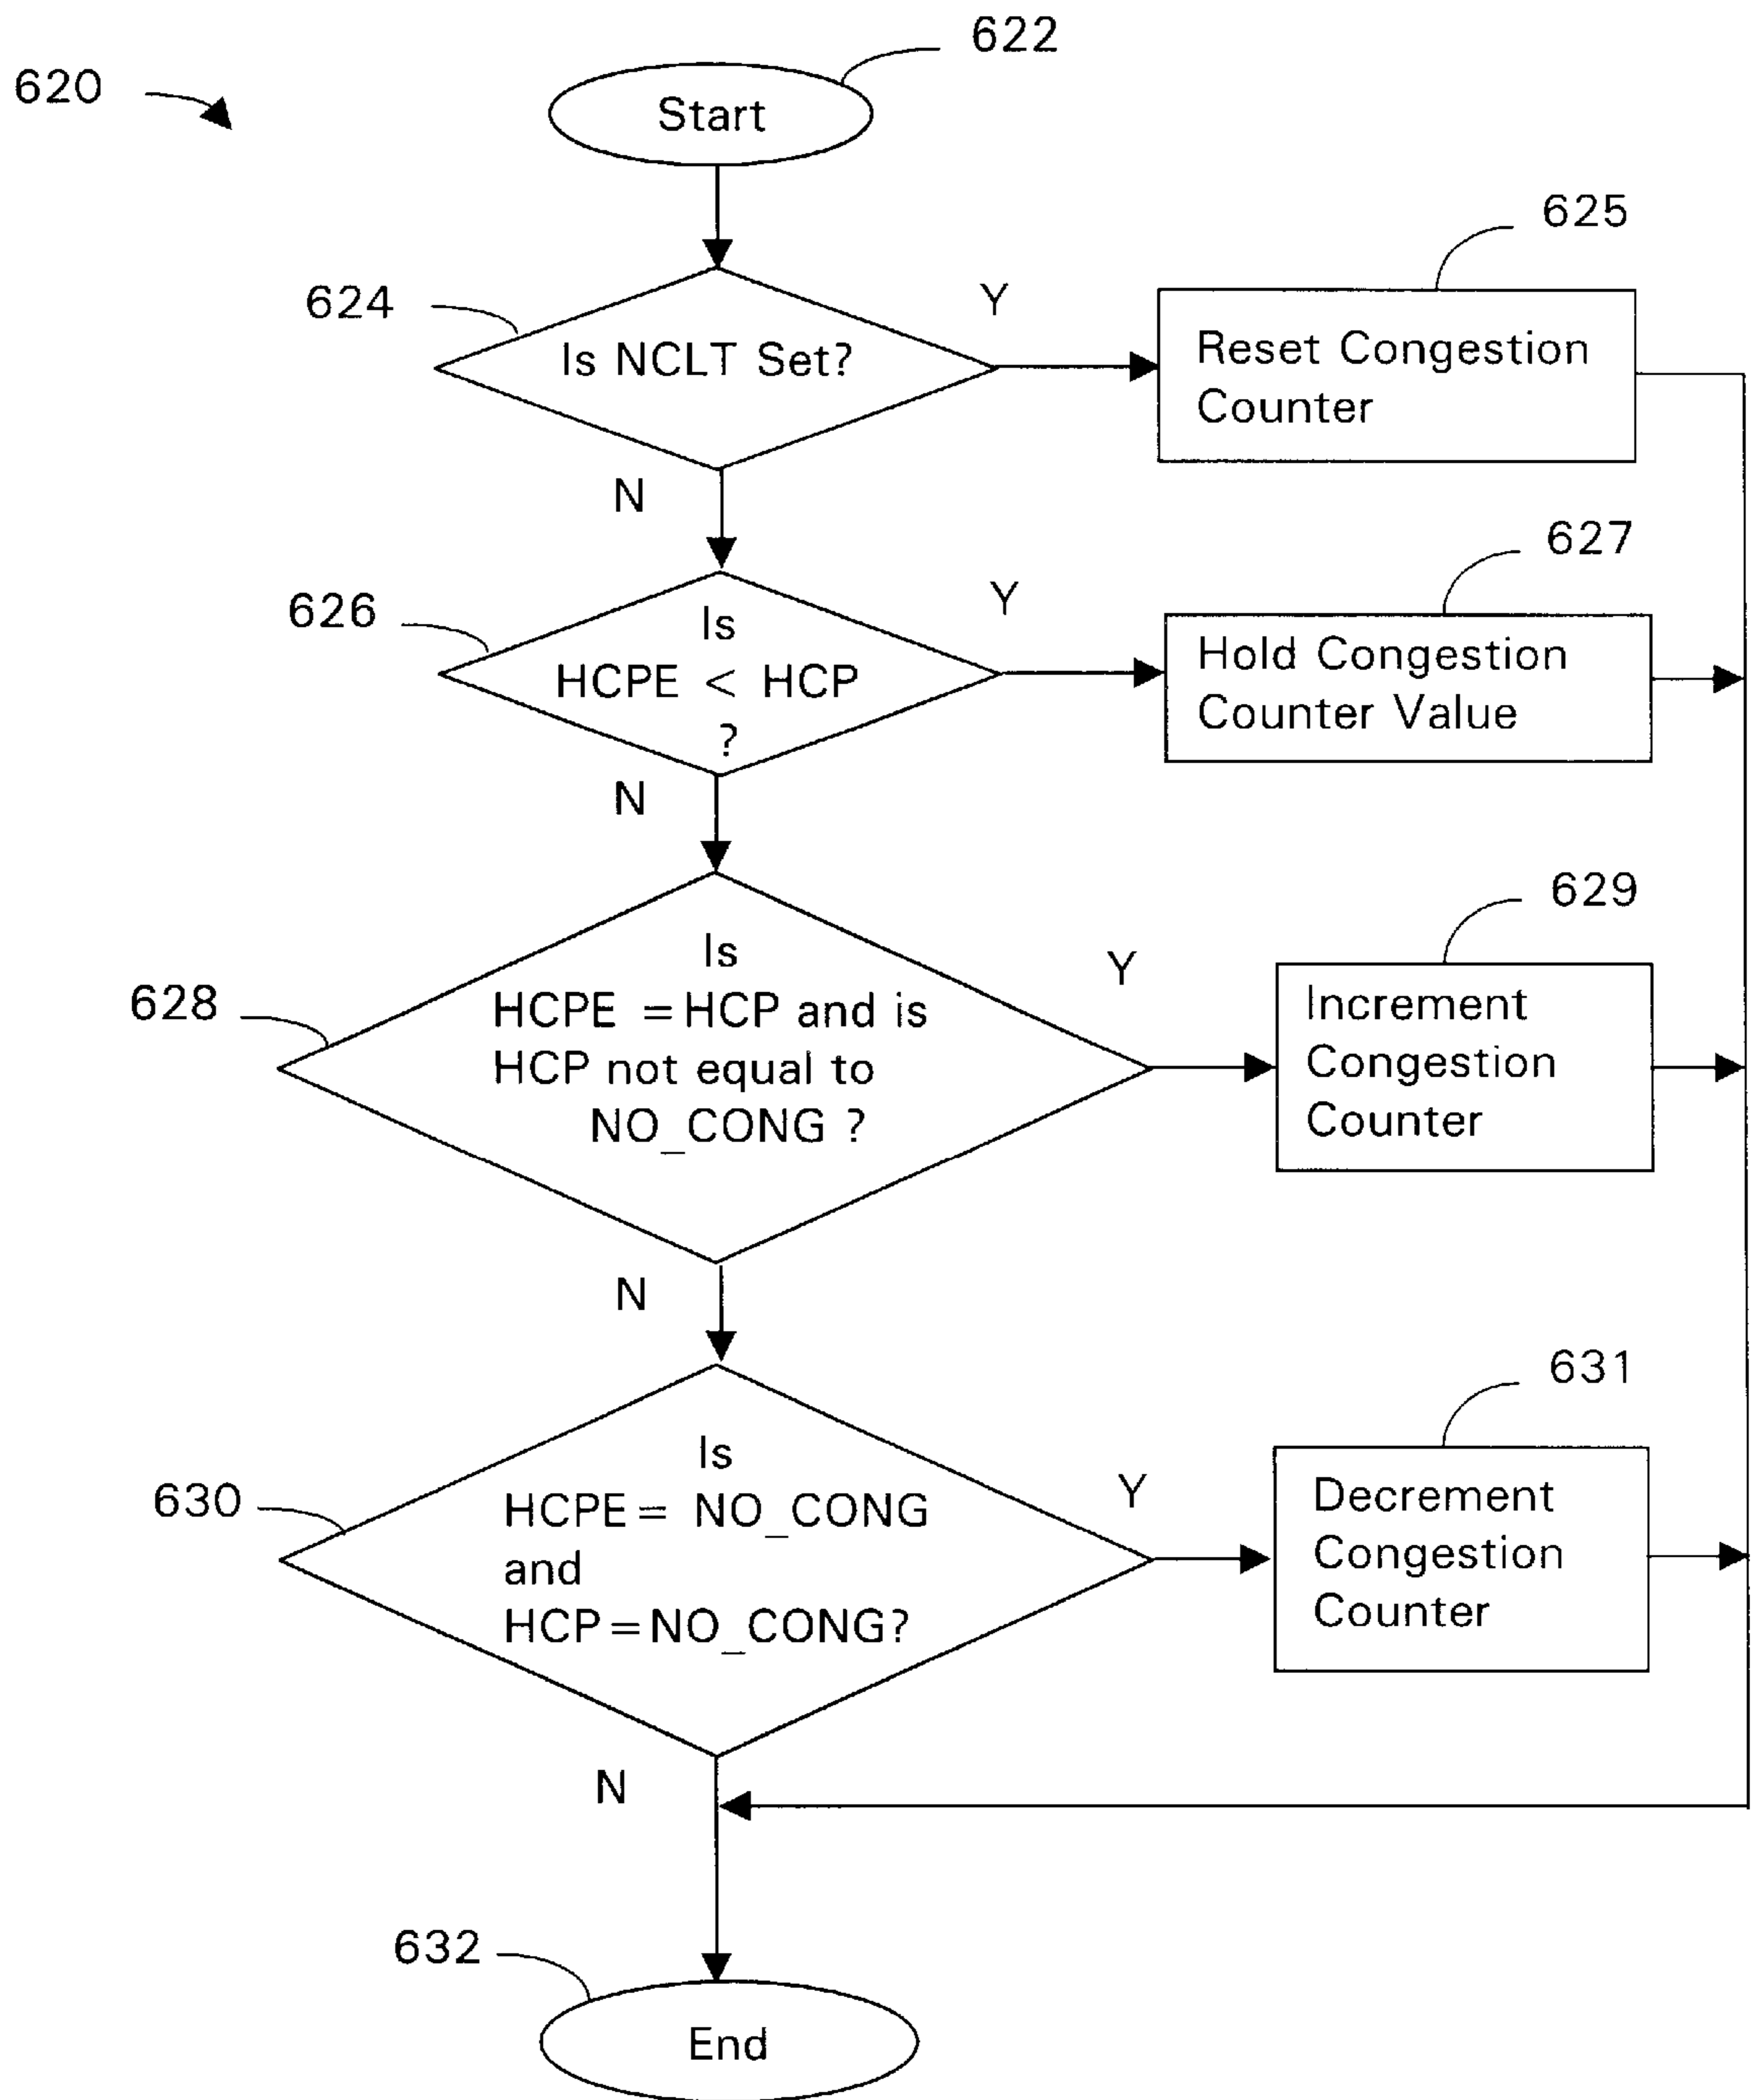 622
620
Start
625
624
Y
Is NCLT Set?
Reset Congestion
Counter
N
627
626
Y
Is
HCPE < HCP
?
Hold Congestion
Counter Value
N
629
628
Y
Is
HCPE = HCP and is
HCP not equal to
NO_CONG ?
Increment
Congestion
Counter
N
631
630
Y
Is
HCPE = NO_CONG
and
HCP = NO_CONG?
Decrement
Congestion
Counter
N
632
End